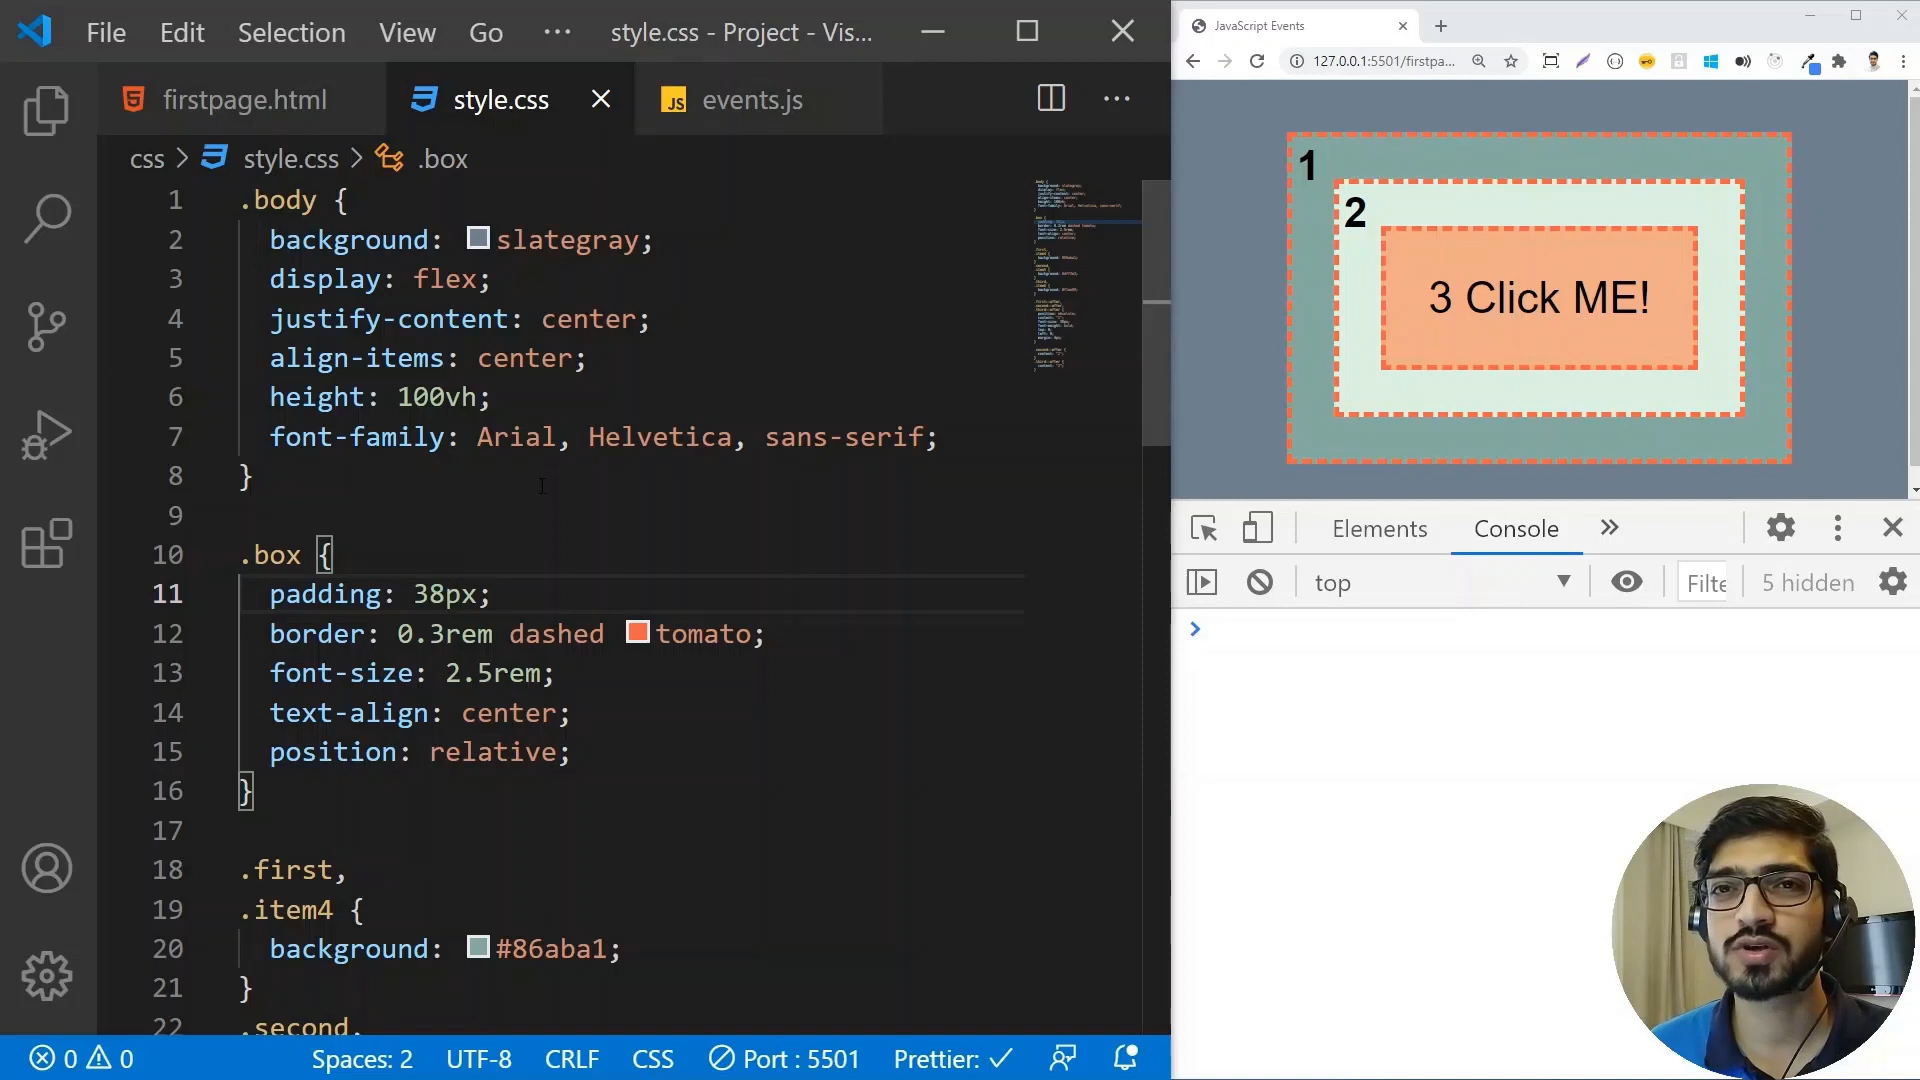 File Edit Selection View Go ··· style.css - Project - Vis...
firstpage.html style.css JS events.js ···
css > style.css > .box
1 .body {
2 background: slategray;
3 display: flex;
4 justify-content: center;
5 align-items: center;
6 height: 100vh;
7 font-family: Arial, Helvetica, sans-serif;
8 }
9
10 .box {
11 padding: 38px;
12 border: 0.3rem dashed tomato;
13 font-size: 2.5rem;
14 text-align: center;
15 position: relative;
16 }
17
18 .first,
19 .item4 {
20 background: #86aba1;
21 }
22 .second,
0 0 Spaces: 2 UTF-8 CRLF CSS Port : 5501 Prettier: ✓
JavaScript Events
127.0.0.1:5501/firstpa...
1
2
3 Click ME!
Elements Console »
top Filte 5 hidden
>